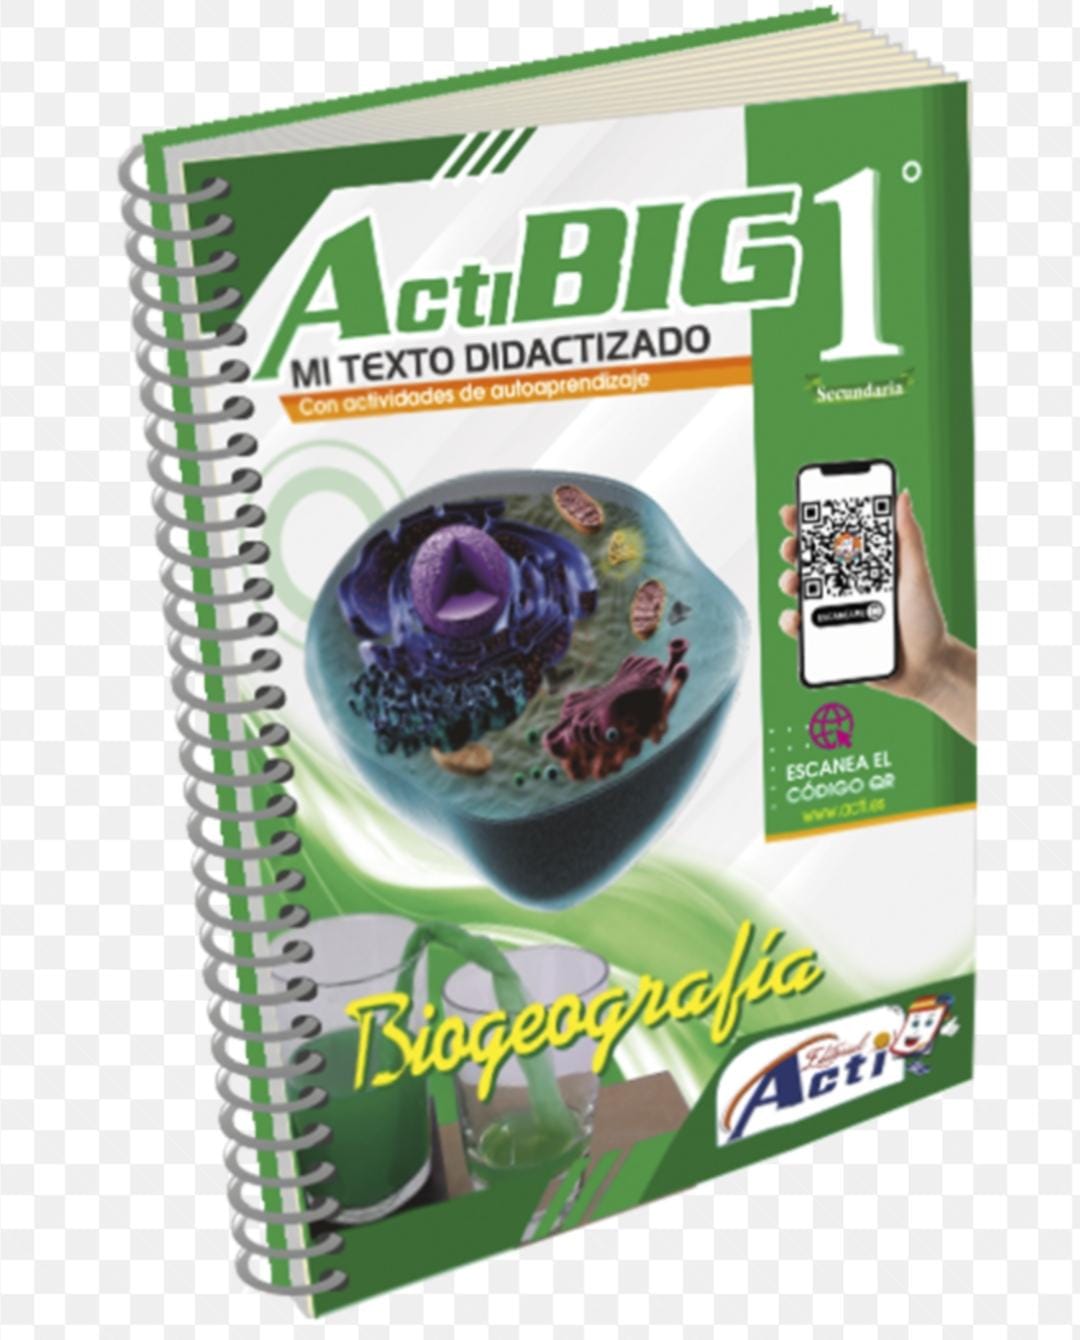 ActiBIG 1°
MI TEXTO DIDACTIZADO
Con actividades de autoaprendizaje
Secundaria
ESCANEA EL
CÓDIGO QR
www.acti.es
Biogeografía
Editorial
Acti